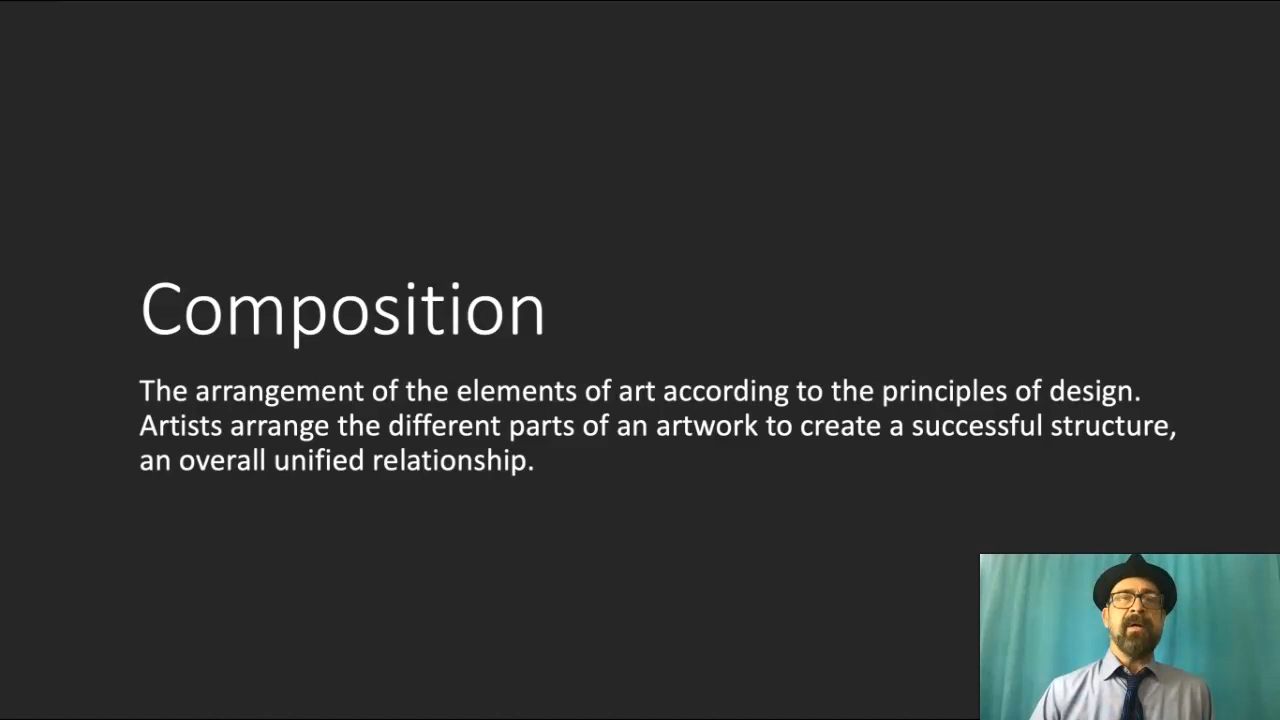 Composition
The arrangement of the elements of art according to the principles of design.
Artists arrange the different parts of an artwork to create a successful structure,
an overall unified relationship.